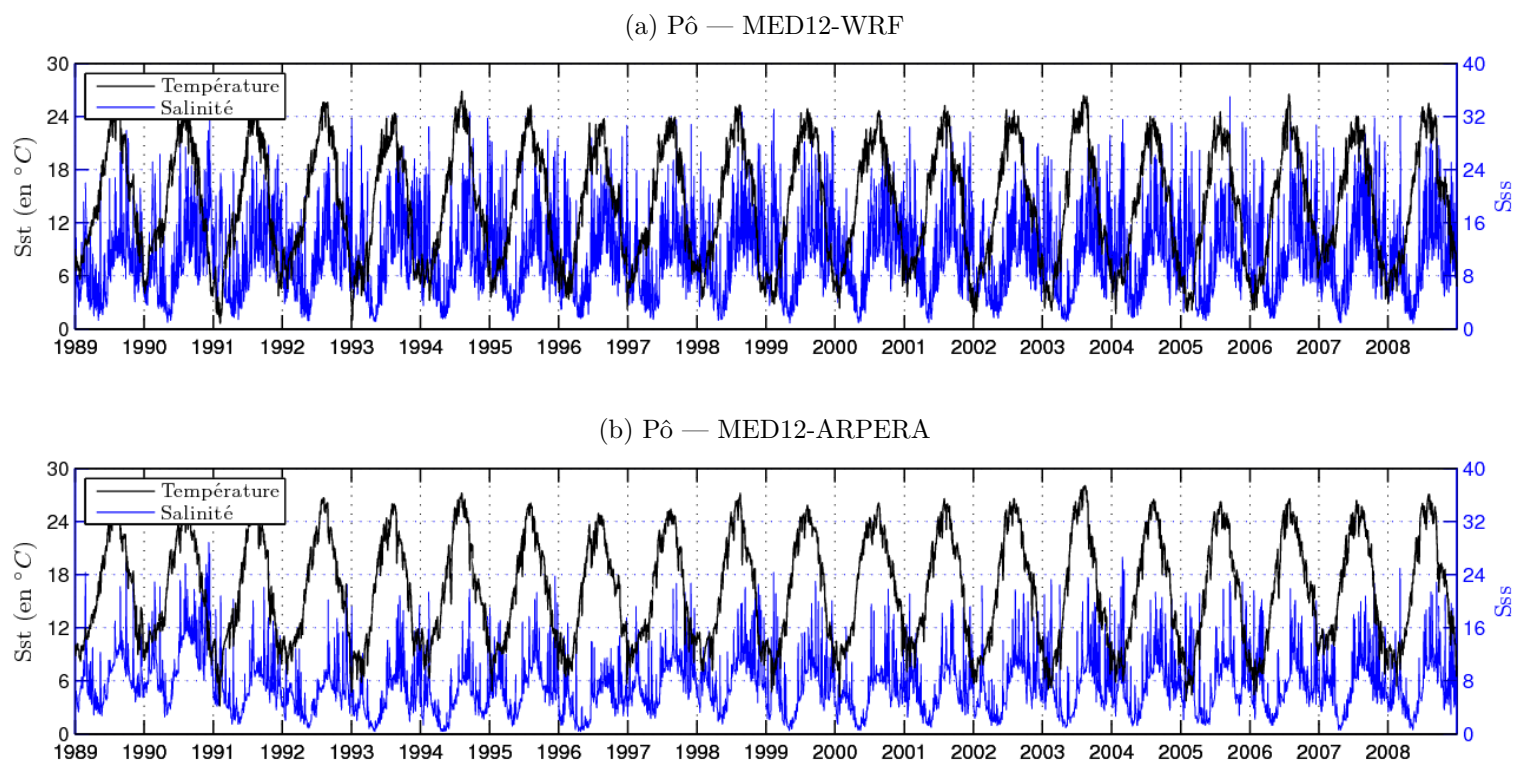 (a) Pô — MED12-WRF
30
24
18
12
6
0
Sst (en °C)
Température
Salinité
40
32
24
16
8
0
Sss
1989 1990 1991 1992 1993 1994 1995 1996 1997 1998 1999 2000 2001 2002 2003 2004 2005 2006 2007 2008
(b) Pô — MED12-ARPERA
30
24
18
12
6
0
Sst (en °C)
Température
Salinité
40
32
24
16
8
0
Sss
1989 1990 1991 1992 1993 1994 1995 1996 1997 1998 1999 2000 2001 2002 2003 2004 2005 2006 2007 2008